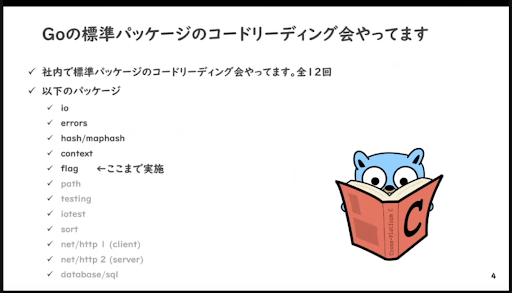 Goの標準パッケージのコードリーディング会やってます
✓ 社内で標準パッケージのコードリーディング会やってます。全12回
✓ 以下のパッケージ
✓ io
✓ errors
✓ hash/maphash
✓ context
✓ flag ←ここまで実施
✓ path
✓ testing
✓ iotest
✓ sort
✓ net/http 1 (client)
✓ net/http 2 (server)
✓ database/sql
C
Cross-Platform C
4